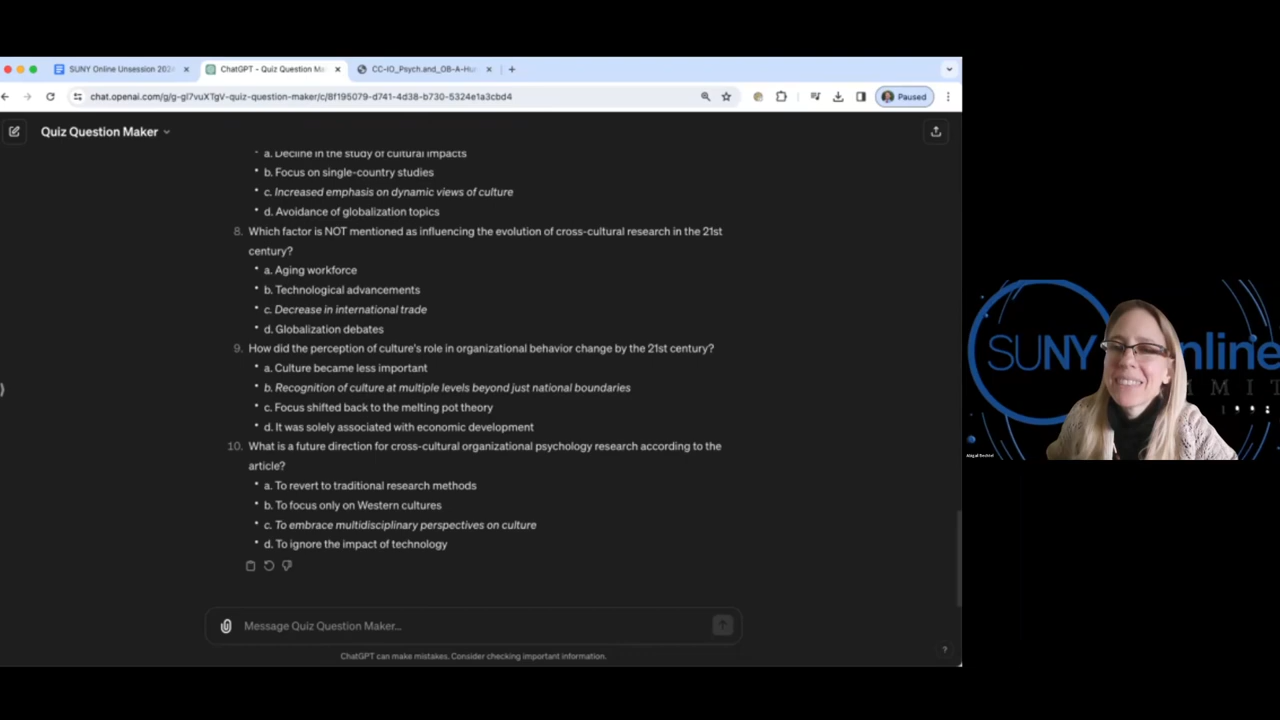 SUNY Online Unsession 202
ChatGPT - Quiz Question Ma
CC-IO_Psych.and_OB-A-Hu
chat.openai.com/g/g-gI7vuXTgV-quiz-question-maker/c/8f195079-d741-4d38-b730-5324e1a3cbd4
Paused
Quiz Question Maker
a. Decline in the study of cultural impacts
b. Focus on single-country studies
c. Increased emphasis on dynamic views of culture
d. Avoidance of globalization topics
8. Which factor is NOT mentioned as influencing the evolution of cross-cultural research in the 21st
century?
a. Aging workforce
b. Technological advancements
c. Decrease in international trade
d. Globalization debates
9. How did the perception of culture's role in organizational behavior change by the 21st century?
a. Culture became less important
b. Recognition of culture at multiple levels beyond just national boundaries
c. Focus shifted back to the melting pot theory
d. It was solely associated with economic development
10. What is a future direction for cross-cultural organizational psychology research according to the
article?
a. To revert to traditional research methods
b. To focus only on Western cultures
c. To embrace multidisciplinary perspectives on culture
d. To ignore the impact of technology
Message Quiz Question Maker...
ChatGPT can make mistakes. Consider checking important information.
?
SUNY nline
MMIT